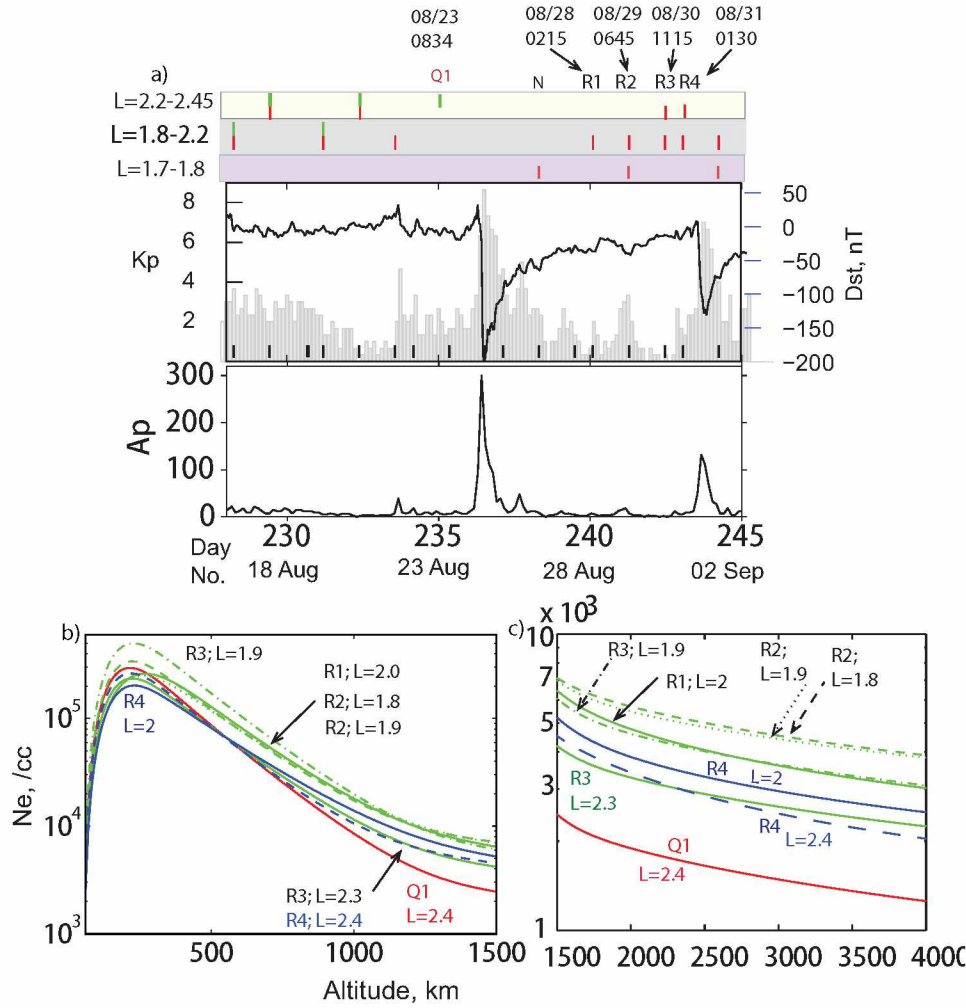 08/23 08/28 08/29 08/30 08/31
0834 0215 0645 1115 0130
a) Q1 N R1 R2 R3 R4
L=2.2-2.45
L=1.8-2.2
L=1.7-1.8
8 50
6 0
Kp −50
4 −100
2 −150
−200
Dst, nT
300
200
Ap
100
0
230 235 240 245
Day
No. 18 Aug 23 Aug 28 Aug 02 Sep
b)
R3; L=1.9
R1; L=2.0
R2; L=1.8
R2; L=1.9
R4
L=2
R3; L=2.3
R4; L=2.4
Q1
L=2.4
10^5
10^4
10^3
Ne, /cc
500 1000 1500
Altitude, km
c)
x 10^3
10
7
5
3
1
R3; L=1.9
R1; L=2
R2;
L=1.9
R2;
L=1.8
R4
L=2
R3
L=2.3
R4
L=2.4
Q1
L=2.4
1500 2000 2500 3000 3500 4000